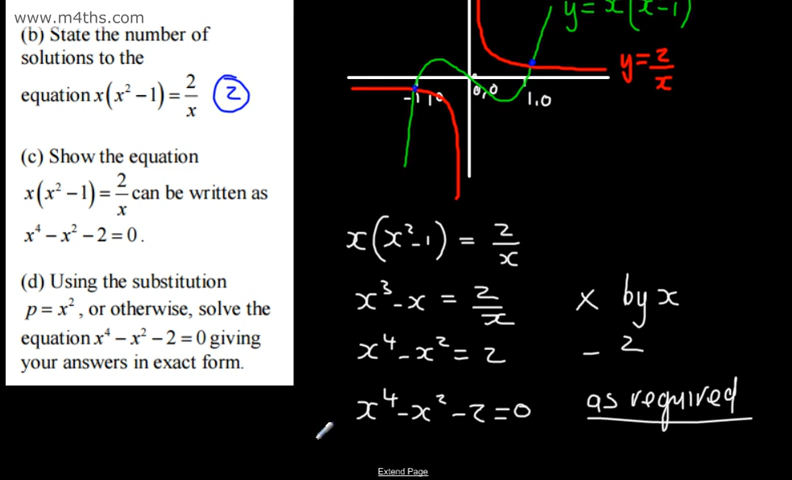 www.m4ths.com
(b) State the number of
solutions to the
equation x(x² – 1) = 2/x ②
(c) Show the equation
x(x² – 1) = 2/x can be written as
x⁴ – x² – 2 = 0.
(d) Using the substitution
p = x², or otherwise, solve the
equation x⁴ – x² – 2 = 0 giving
your answers in exact form.
y = x(x-1)
y = 2/x
-1,0
0,0
1,0
x(x²-1) = 2/x
x³-x = 2/x × by x
x⁴-x² = 2 - 2
x⁴-x²-2=0 as required
Extend Page